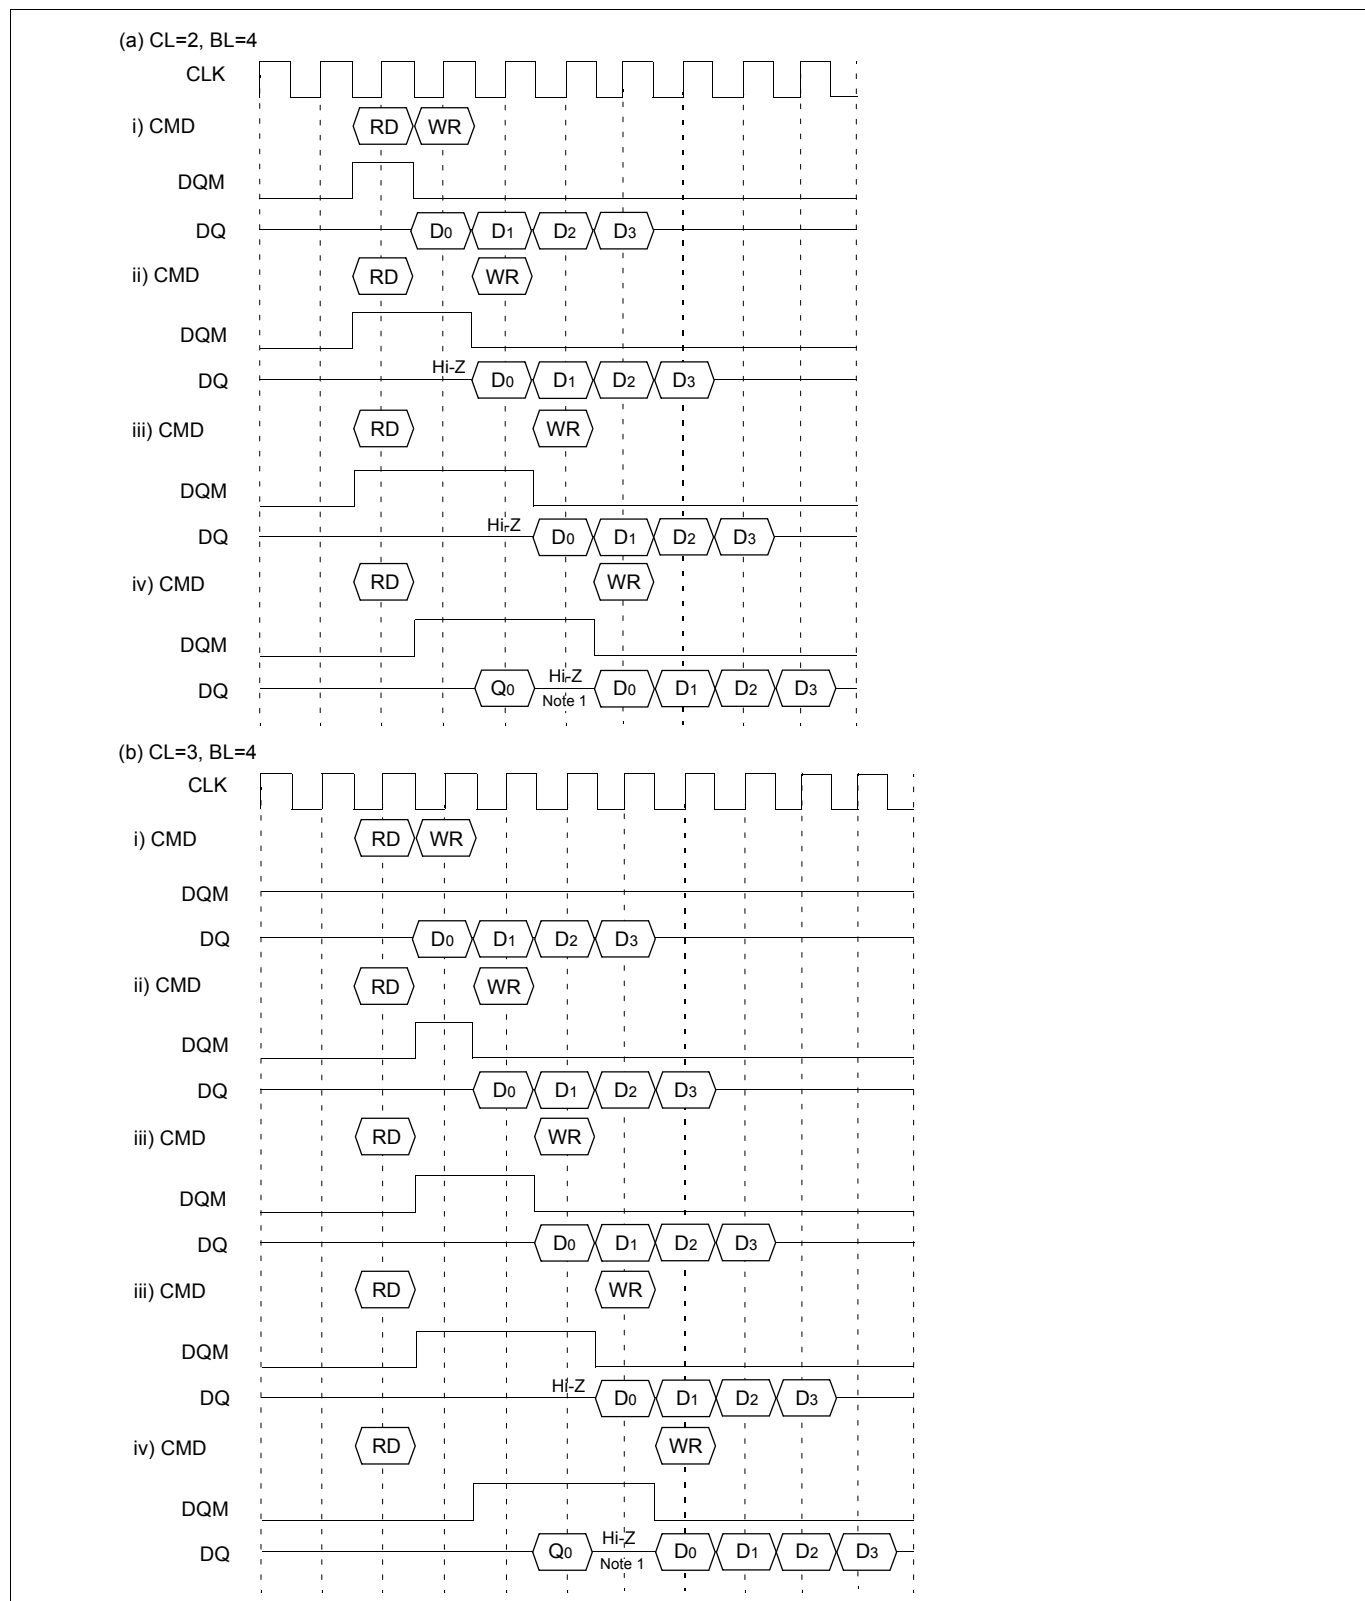 (a) CL=2, BL=4
CLK
i) CMD RD WR
DQM
DQ D0 D1 D2 D3
ii) CMD RD WR
DQM
Hi-Z
DQ D0 D1 D2 D3
iii) CMD RD WR
DQM
Hi-Z
DQ D0 D1 D2 D3
iv) CMD RD WR
DQM
Hi-Z
DQ Q0 D0 D1 D2 D3
Note 1
(b) CL=3, BL=4
CLK
i) CMD RD WR
DQM
DQ D0 D1 D2 D3
ii) CMD RD WR
DQM
DQ D0 D1 D2 D3
iii) CMD RD WR
DQM
DQ D0 D1 D2 D3
iii) CMD RD WR
DQM
Hi-Z
DQ D0 D1 D2 D3
iv) CMD RD WR
DQM
Hi-Z
DQ Q0 D0 D1 D2 D3
Note 1